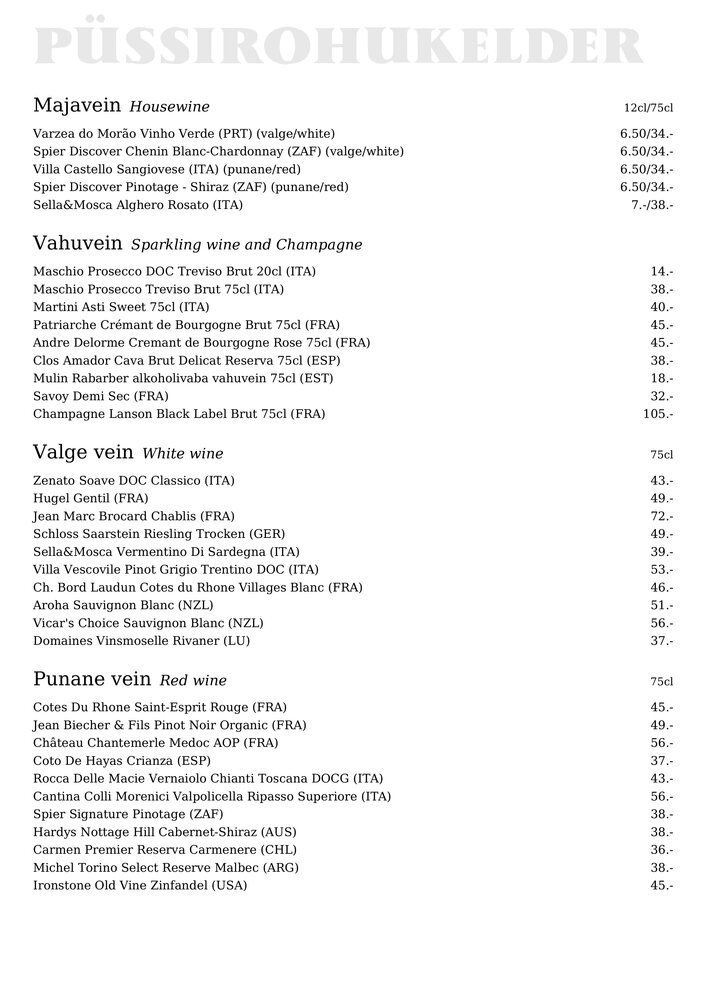 PÜSSIROHUKELDER
Majavein Housewine 12cl/75cl
Varzea do Morão Vinho Verde (PRT) (valge/white) 6.50/34.-
Spier Discover Chenin Blanc-Chardonnay (ZAF) (valge/white) 6.50/34.-
Villa Castello Sangiovese (ITA) (punane/red) 6.50/34.-
Spier Discover Pinotage - Shiraz (ZAF) (punane/red) 6.50/34.-
Sella&Mosca Alghero Rosato (ITA) 7.-/38.-
Vahuvein Sparkling wine and Champagne
Maschio Prosecco DOC Treviso Brut 20cl (ITA) 14.-
Maschio Prosecco Treviso Brut 75cl (ITA) 38.-
Martini Asti Sweet 75cl (ITA) 40.-
Patriarche Crémant de Bourgogne Brut 75cl (FRA) 45.-
Andre Delorme Cremant de Bourgogne Rose 75cl (FRA) 45.-
Clos Amador Cava Brut Delicat Reserva 75cl (ESP) 38.-
Mulin Rabarber alkoholivaba vahuvein 75cl (EST) 18.-
Savoy Demi Sec (FRA) 32.-
Champagne Lanson Black Label Brut 75cl (FRA) 105.-
Valge vein White wine 75cl
Zenato Soave DOC Classico (ITA) 43.-
Hugel Gentil (FRA) 49.-
Jean Marc Brocard Chablis (FRA) 72.-
Schloss Saarstein Riesling Trocken (GER) 49.-
Sella&Mosca Vermentino Di Sardegna (ITA) 39.-
Villa Vescovile Pinot Grigio Trentino DOC (ITA) 53.-
Ch. Bord Laudun Cotes du Rhone Villages Blanc (FRA) 46.-
Aroha Sauvignon Blanc (NZL) 51.-
Vicar's Choice Sauvignon Blanc (NZL) 56.-
Domaines Vinsmoselle Rivaner (LU) 37.-
Punane vein Red wine 75cl
Cotes Du Rhone Saint-Esprit Rouge (FRA) 45.-
Jean Biecher & Fils Pinot Noir Organic (FRA) 49.-
Château Chantemerle Medoc AOP (FRA) 56.-
Coto De Hayas Crianza (ESP) 37.-
Rocca Delle Macie Vernaiolo Chianti Toscana DOCG (ITA) 43.-
Cantina Colli Morenici Valpolicella Ripasso Superiore (ITA) 56.-
Spier Signature Pinotage (ZAF) 38.-
Hardys Nottage Hill Cabernet-Shiraz (AUS) 38.-
Carmen Premier Reserva Carmenere (CHL) 36.-
Michel Torino Select Reserve Malbec (ARG) 38.-
Ironstone Old Vine Zinfandel (USA) 45.-